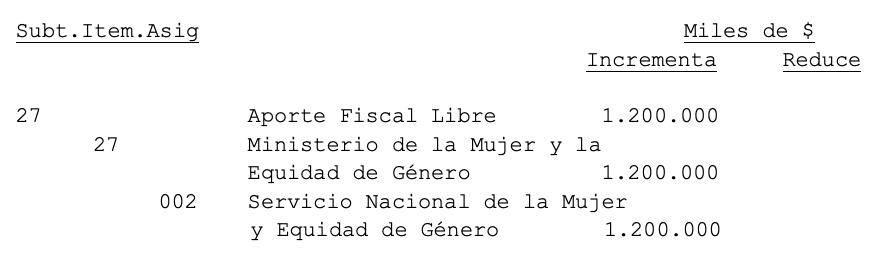 Subt.Item.Asig Miles de $
Incrementa Reduce
27 Aporte Fiscal Libre 1.200.000
27 Ministerio de la Mujer y la
Equidad de Género 1.200.000
002 Servicio Nacional de la Mujer
y Equidad de Género 1.200.000